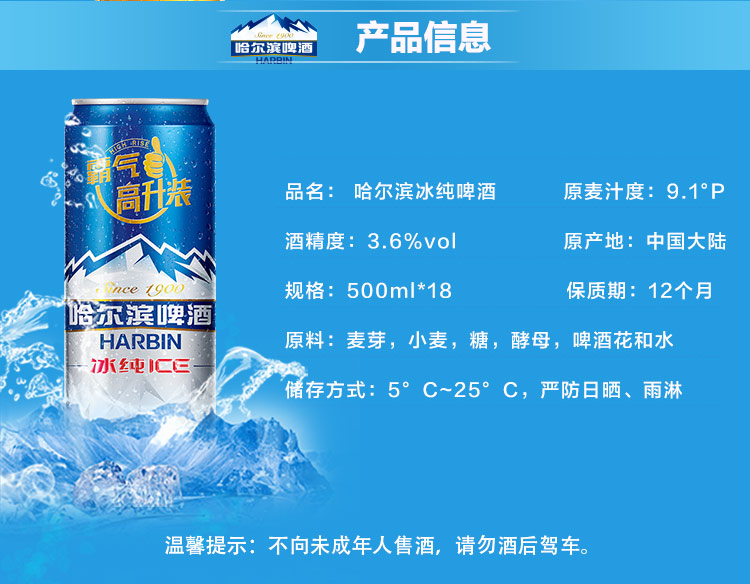 Since 1900
哈尔滨啤酒
HARBIN
产品信息
HIGH-RISE
霸气
高升装
Since 1900
哈尔滨啤酒
HARBIN
冰纯ICE
品名： 哈尔滨冰纯啤酒 原麦汁度：9.1°P
酒精度：3.6%vol 原产地：中国大陆
规格：500ml*18 保质期：12个月
原料：麦芽，小麦，糖，酵母，啤酒花和水
储存方式：5°C~25°C，严防日晒、雨淋
温馨提示：不向未成年人售酒，请勿酒后驾车。